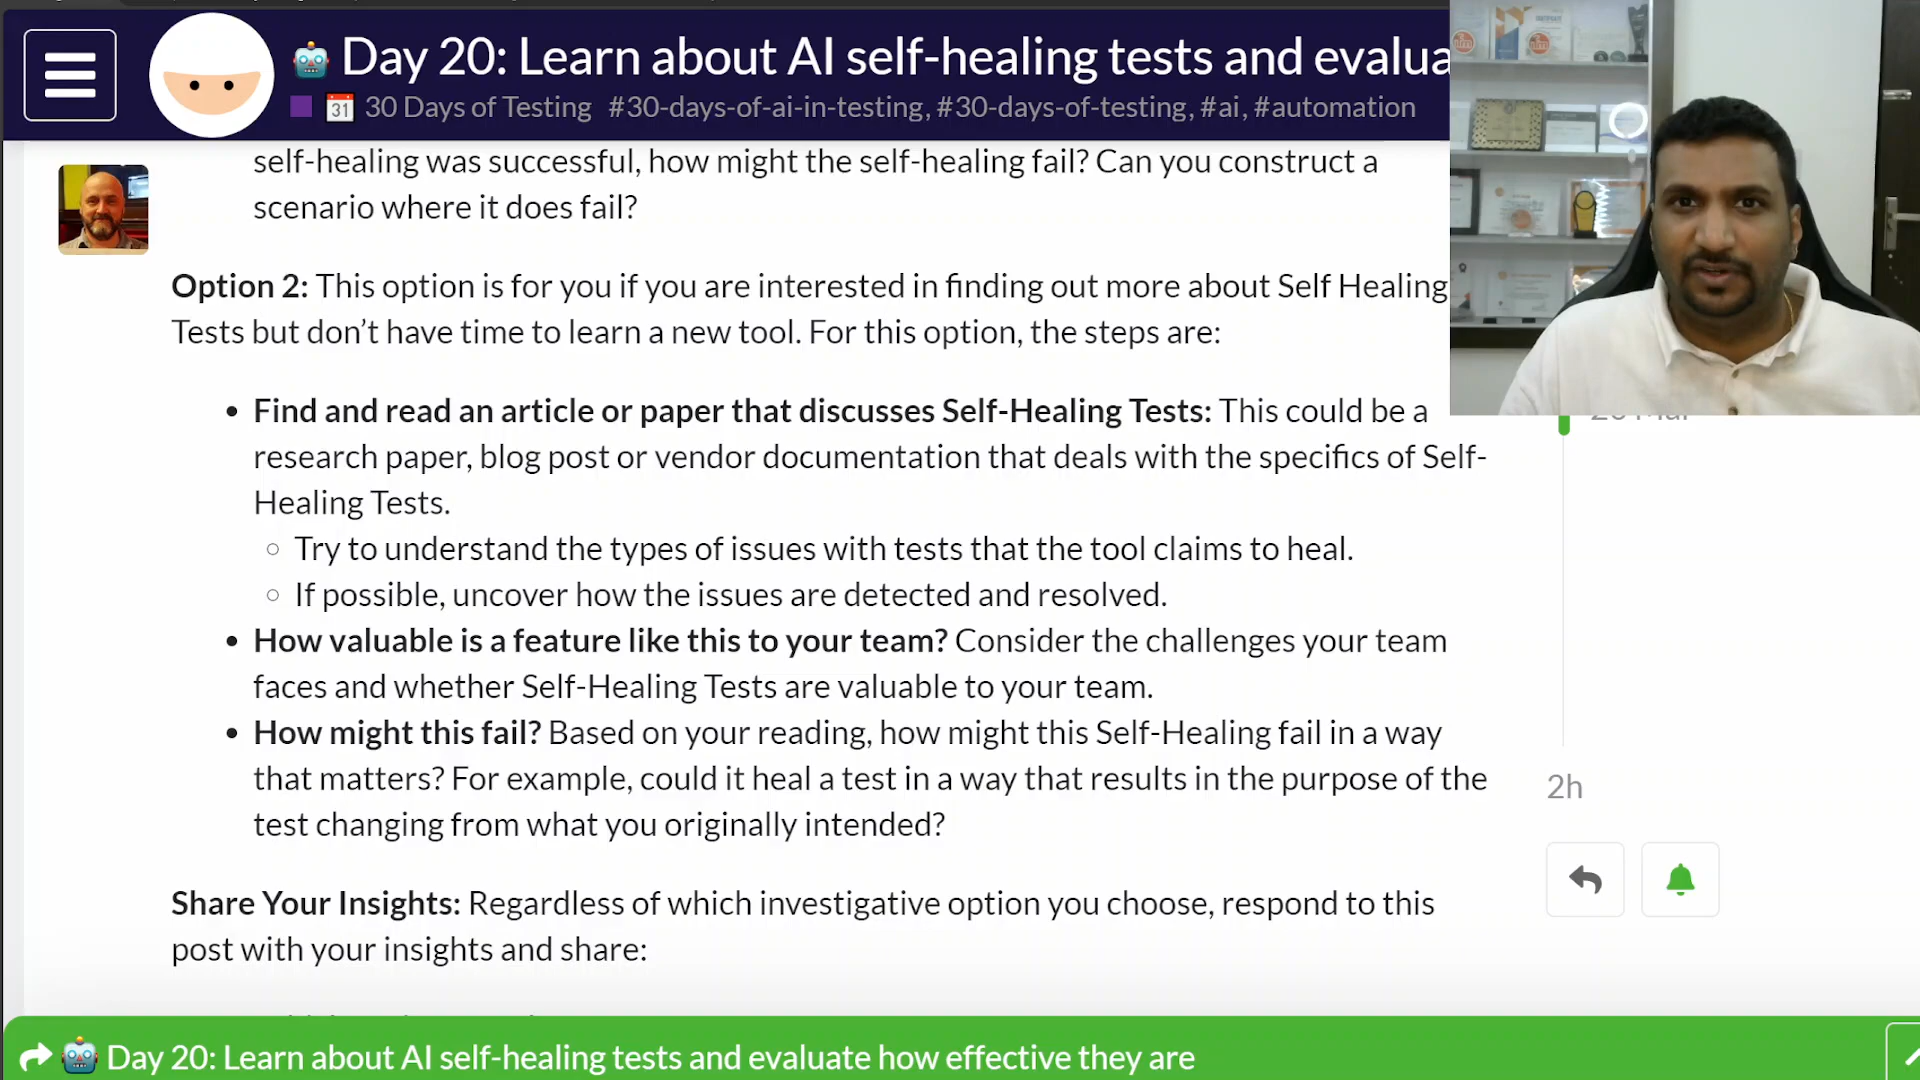 🤖 Day 20: Learn about AI self-healing tests and evalua
31 30 Days of Testing #30-days-of-ai-in-testing, #30-days-of-testing, #ai, #automation
self-healing was successful, how might the self-healing fail? Can you construct a
scenario where it does fail?
Option 2: This option is for you if you are interested in finding out more about Self Healing
Tests but don’t have time to learn a new tool. For this option, the steps are:
• Find and read an article or paper that discusses Self-Healing Tests: This could be a
research paper, blog post or vendor documentation that deals with the specifics of Self-
Healing Tests.
◦ Try to understand the types of issues with tests that the tool claims to heal.
◦ If possible, uncover how the issues are detected and resolved.
• How valuable is a feature like this to your team? Consider the challenges your team
faces and whether Self-Healing Tests are valuable to your team.
• How might this fail? Based on your reading, how might this Self-Healing fail in a way
that matters? For example, could it heal a test in a way that results in the purpose of the
test changing from what you originally intended?
2h
Share Your Insights: Regardless of which investigative option you choose, respond to this
post with your insights and share:
🤖 Day 20: Learn about AI self-healing tests and evaluate how effective they are